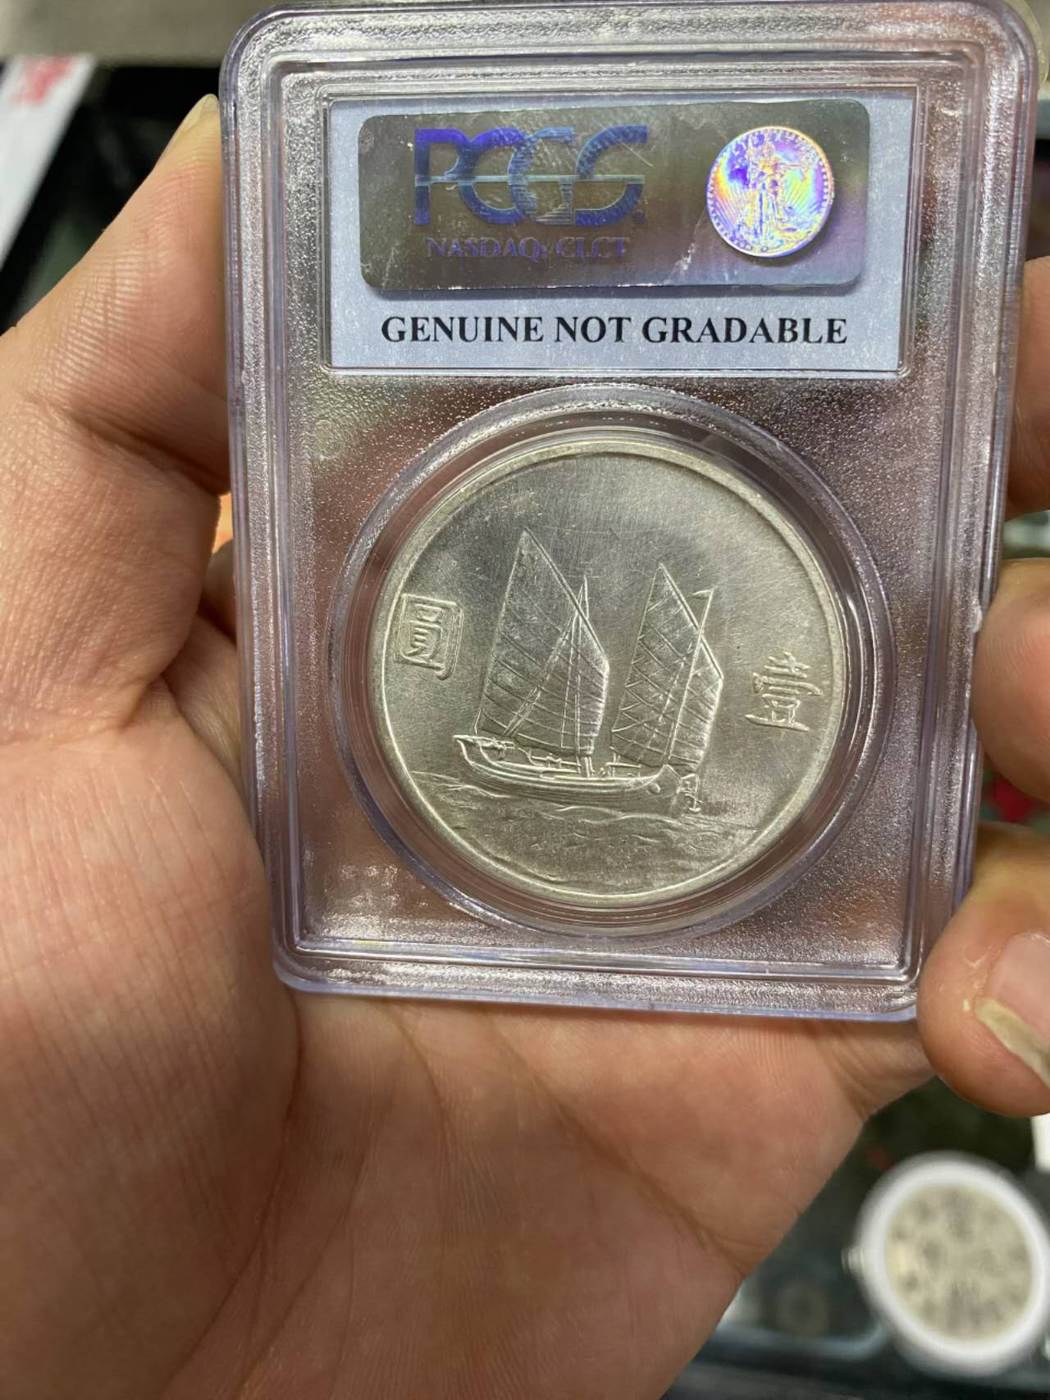 PCGS
NASDAQ: CLCT
GENUINE NOT GRADABLE
圓 壹